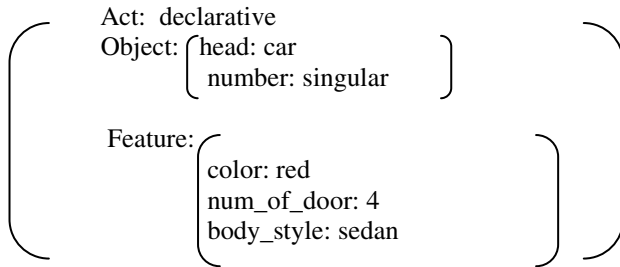 Act: declarative
Object: head: car
number: singular
Feature:
color: red
num_of_door: 4
body_style: sedan